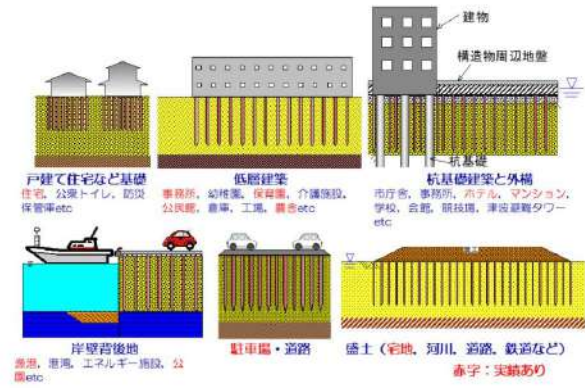 建物
構造物周辺地盤
杭基礎
戸建て住宅など基礎
住宅, 公衆トイレ, 防災
保管庫etc
低層建築
事務所, 幼稚園, 保育園, 介護施設,
公民館, 倉庫, 工場, 農舎etc
杭基礎建築と外構
市庁舎, 事務所, ホテル, マンション,
学校, 会館, 競技場, 津波避難タワー
etc
岸壁背後地
漁港, 港湾, エネルギー施設, 公
園etc
駐車場・道路
盛土(宅地, 河川, 道路, 鉄道など)
赤字:実績あり